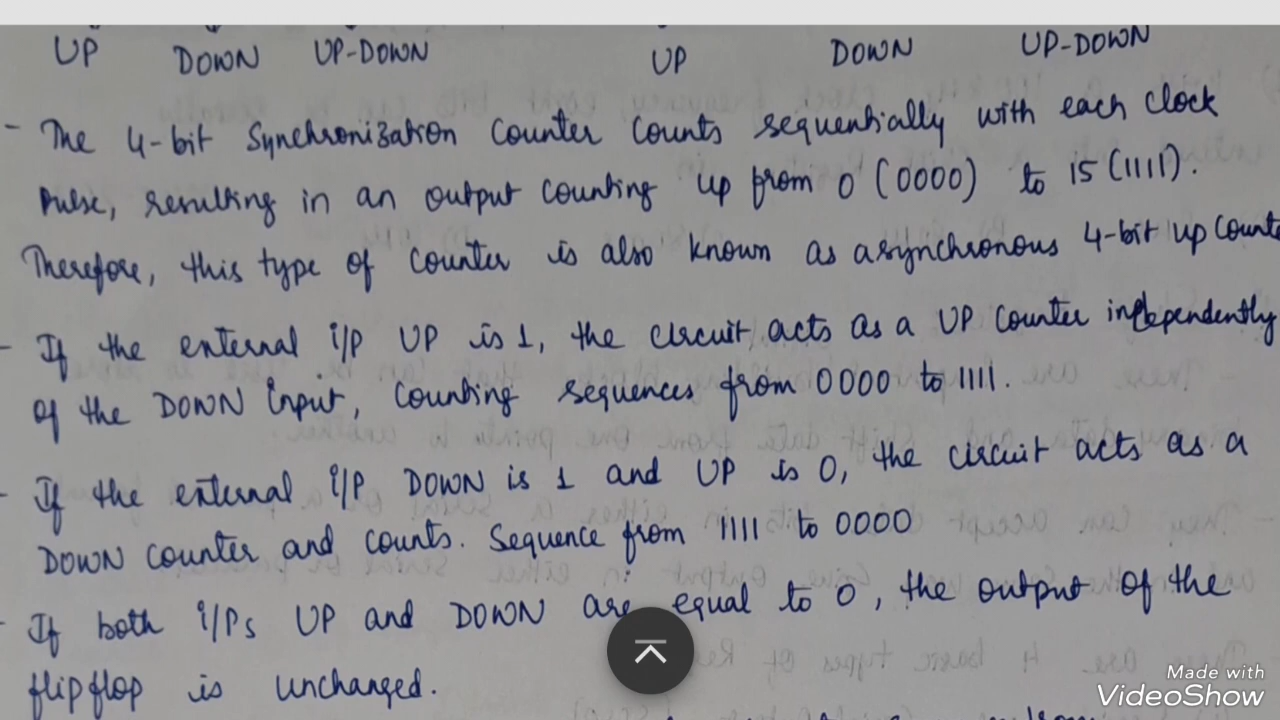 UP DOWN UP-DOWN UP DOWN UP-DOWN
- The 4-bit Synchronization Counter Counts sequentially with each clock
Pulse, resulting in an output counting up from 0 (0000) to 15 (1111).
Therefore, this type of counter is also known as asynchronous 4-bit up Counte
- If the external i/p UP is 1, the circuit acts as a UP Counter independently
of the DOWN Input, Counting sequences from 0000 to 1111.
- If the external i/p DOWN is 1 and UP is 0, the circuit acts as a
DOWN counter and counts. Sequence from 1111 to 0000
- If both i/Ps UP and DOWN are equal to 0, the output of the
flipflop is unchanged.
Made with
VideoShow